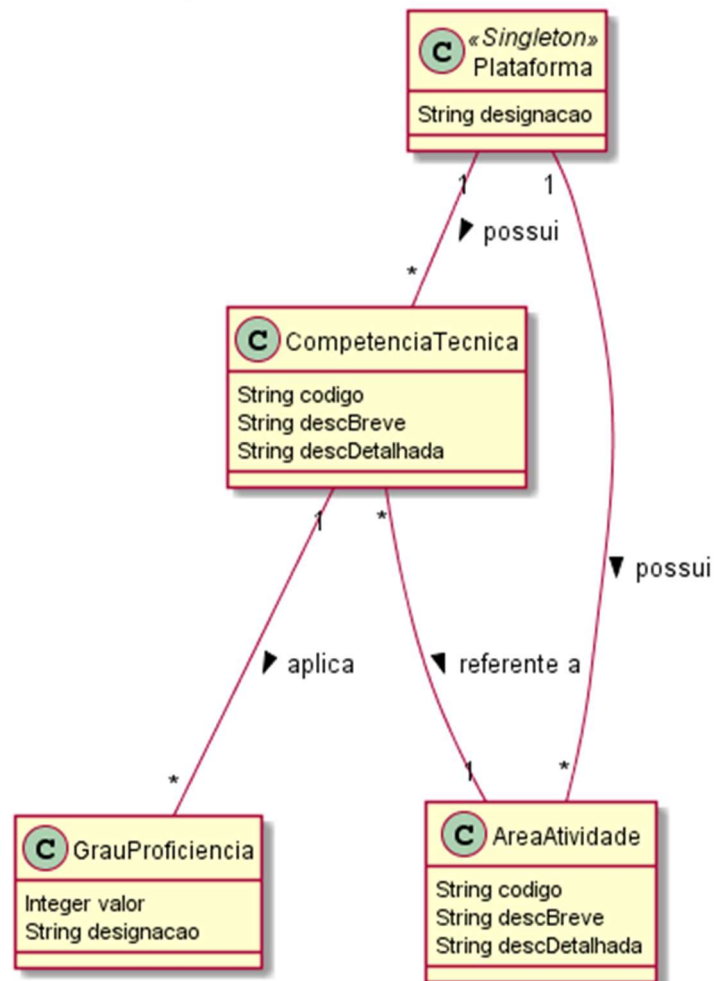 C «Singleton»
Plataforma
String designacao
1 1
possui
*
C CompetenciaTecnica
String codigo
String descBreve
String descDetalhada
1 *
possui
aplica referente a
* 1 *
C GrauProficiencia
Integer valor
String designacao
C AreaAtividade
String codigo
String descBreve
String descDetalhada